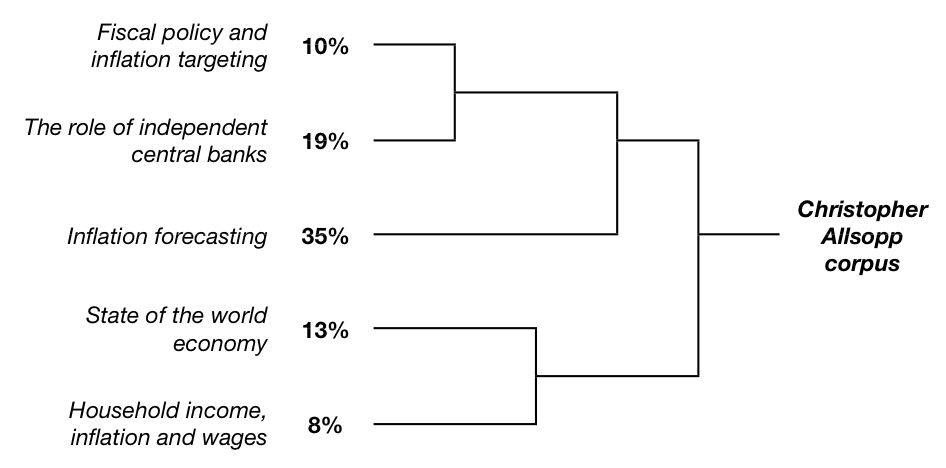 Fiscal policy and
inflation targeting
10%
The role of independent
central banks
19%
Inflation forecasting
35%
State of the world
economy
13%
Household income,
inflation and wages
8%
Christopher
Allsopp
corpus